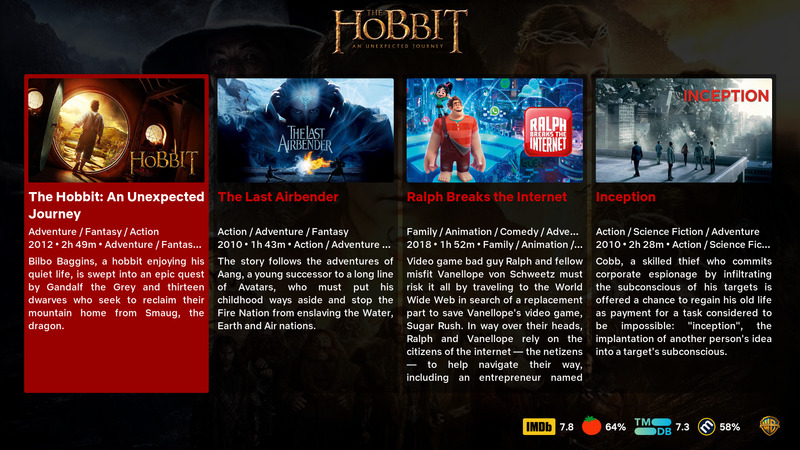 THE
HOBBIT
AN UNEXPECTED JOURNEY
HOBBIT
The Hobbit: An Unexpected
Journey
Adventure / Fantasy / Action
2012 • 2h 49m • Adventure / Fantas...
Bilbo Baggins, a hobbit enjoying his
quiet life, is swept into an epic quest
by Gandalf the Grey and thirteen
dwarves who seek to reclaim their
mountain home from Smaug, the
dragon.
THE LAST
AIRBENDER
The Last Airbender
Action / Adventure / Fantasy
2010 • 1h 43m • Action / Adventure ...
The story follows the adventures of
Aang, a young successor to a long line
of Avatars, who must put his
childhood ways aside and stop the
Fire Nation from enslaving the Water,
Earth and Air nations.
RALPH
BREAKS THE
INTERNET
Ralph Breaks the Internet
Family / Animation / Comedy / Adve...
2018 • 1h 52m • Family / Animation /...
Video game bad guy Ralph and fellow
misfit Vanellope von Schweetz must
risk it all by traveling to the World
Wide Web in search of a replacement
part to save Vanellope's video game,
Sugar Rush. In way over their heads,
Ralph and Vanellope rely on the
citizens of the internet — the netizens
— to help navigate their way,
including an entrepreneur named
INCEPTION
Inception
Action / Science Fiction / Adventure
2010 • 2h 28m • Action / Science Fic...
Cobb, a skilled thief who commits
corporate espionage by infiltrating
the subconscious of his targets is
offered a chance to regain his old life
as payment for a task considered to
be impossible: "inception", the
implantation of another person's idea
into a target's subconscious.
IMDb 7.8 64% TMDB 7.3 58% WB